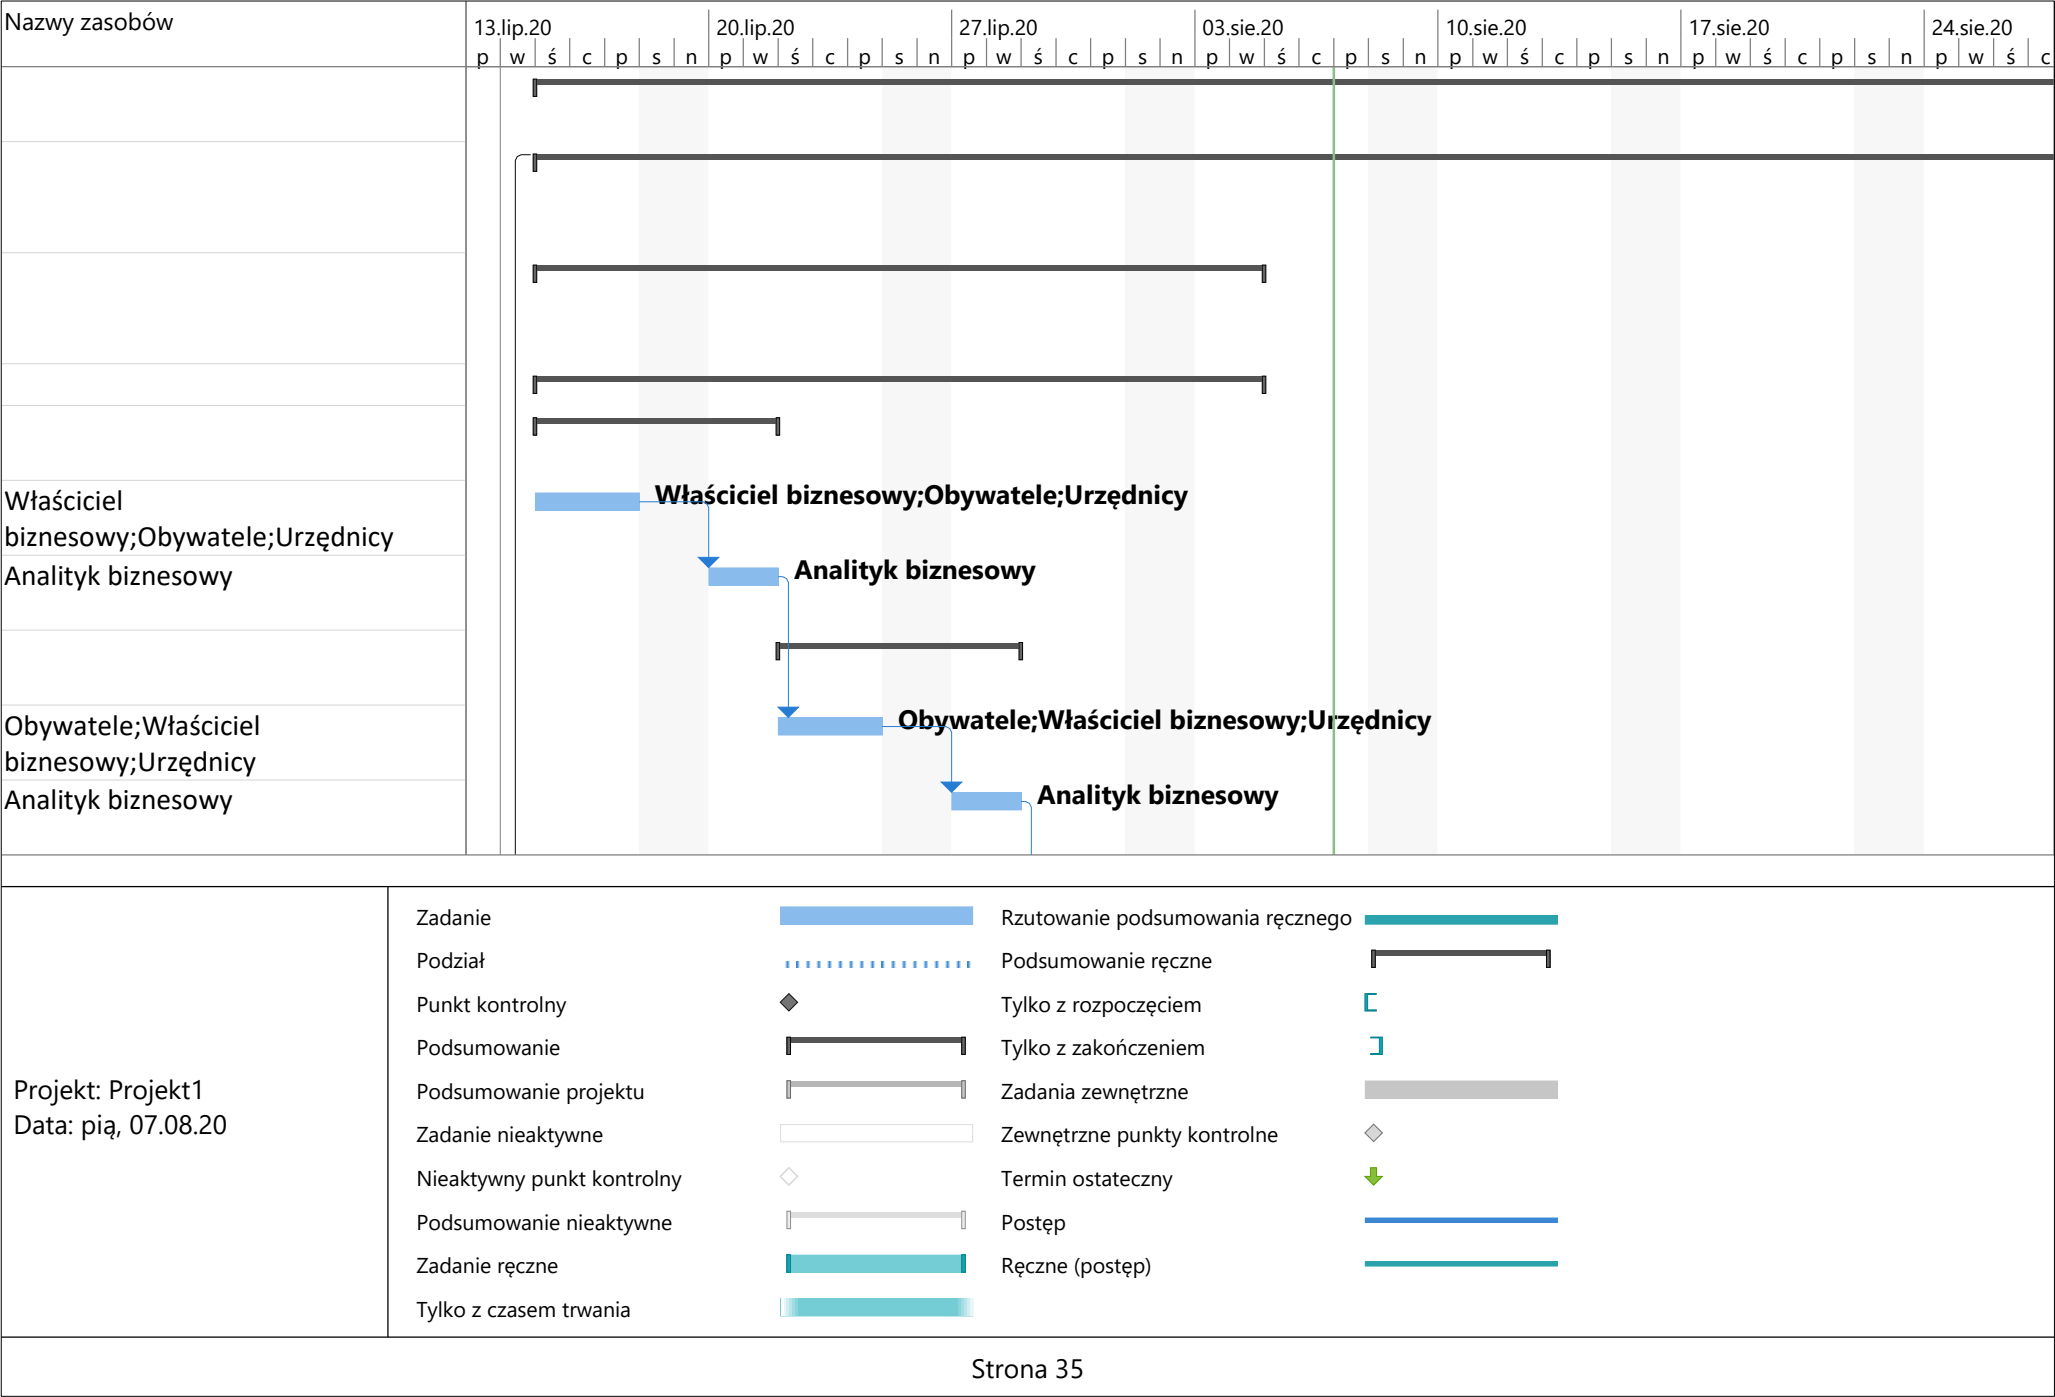 Nazwy zasobów
13.lip.20 20.lip.20 27.lip.20 03.sie.20 10.sie.20 17.sie.20 24.sie.20
p w ś c p s n p w ś c p s n p w ś c p s n p w ś c p s n p w ś c p s n p w ś c p s n p w ś c
Właściciel
biznesowy;Obywatele;Urzędnicy
Właściciel biznesowy;Obywatele;Urzędnicy
Analityk biznesowy
Analityk biznesowy
Obywatele;Właściciel
biznesowy;Urzędnicy
Obywatele;Właściciel biznesowy;Urzędnicy
Analityk biznesowy
Analityk biznesowy
Projekt: Projekt1
Data: pią, 07.08.20
Zadanie
Podział
Punkt kontrolny
Podsumowanie
Podsumowanie projektu
Zadanie nieaktywne
Nieaktywny punkt kontrolny
Podsumowanie nieaktywne
Zadanie ręczne
Tylko z czasem trwania
Rzutowanie podsumowania ręcznego
Podsumowanie ręczne
Tylko z rozpoczęciem
Tylko z zakończeniem
Zadania zewnętrzne
Zewnętrzne punkty kontrolne
Termin ostateczny
Postęp
Ręczne (postęp)
Strona 35